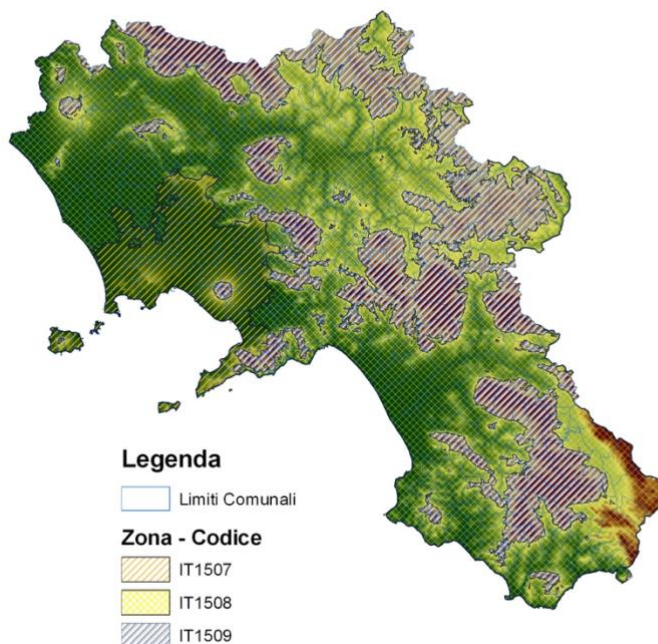 Legenda
Limiti Comunali
Zona - Codice
IT1507
IT1508
IT1509